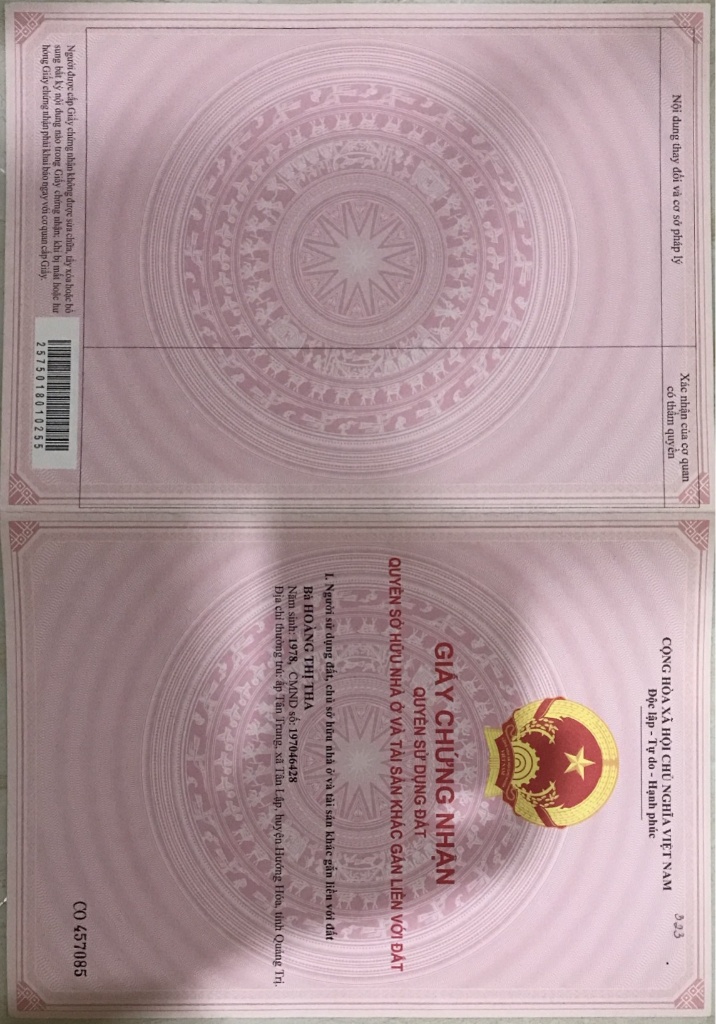 Nội dung thay đổi và cơ sở pháp lý
Xác nhận của cơ quan
có thẩm quyền
Người được cấp Giấy chứng nhận không được sửa chữa, tẩy xóa hoặc bổ
sung bất kỳ nội dung nào trong Giấy chứng nhận; khi bị mất hoặc hư
hỏng Giấy chứng nhận phải khai báo ngay với cơ quan cấp Giấy.
2575018010255
CỘNG HÒA XÃ HỘI CHỦ NGHĨA VIỆT NAM
Độc lập - Tự do - Hạnh phúc
323
GIẤY CHỨNG NHẬN
QUYỀN SỬ DỤNG ĐẤT
QUYỀN SỞ HỮU NHÀ Ở VÀ TÀI SẢN KHÁC GẮN LIỀN VỚI ĐẤT
I. Người sử dụng đất, chủ sở hữu nhà ở và tài sản khác gắn liền với đất
Bà HOÀNG THỊ THA
Năm sinh: 1978, CMND số: 197046428
Địa chỉ thường trú: ấp Tân Trung, xã Tân Lập, huyện Hướng Hóa, tỉnh Quảng Trị.
CO 457085